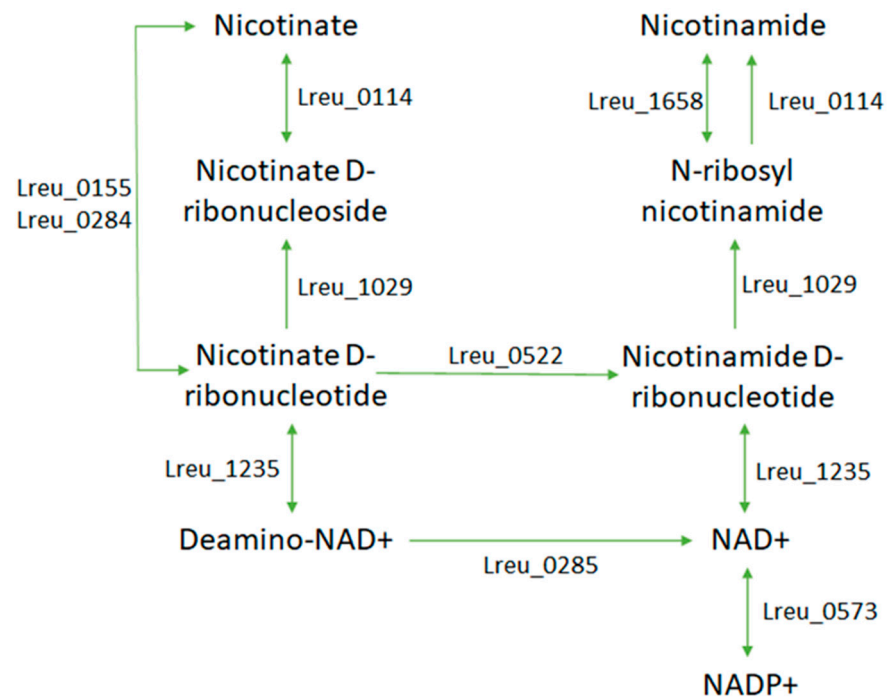 Nicotinate
Nicotinamide
Lreu_0114
Lreu_1658
Lreu_0114
Lreu_0155
Lreu_0284
Nicotinate D-
ribonucleoside
N-ribosyl
nicotinamide
Lreu_1029
Lreu_1029
Nicotinate D-
ribonucleotide
Lreu_0522
Nicotinamide D-
ribonucleotide
Lreu_1235
Lreu_1235
Deamino-NAD+
Lreu_0285
NAD+
Lreu_0573
NADP+